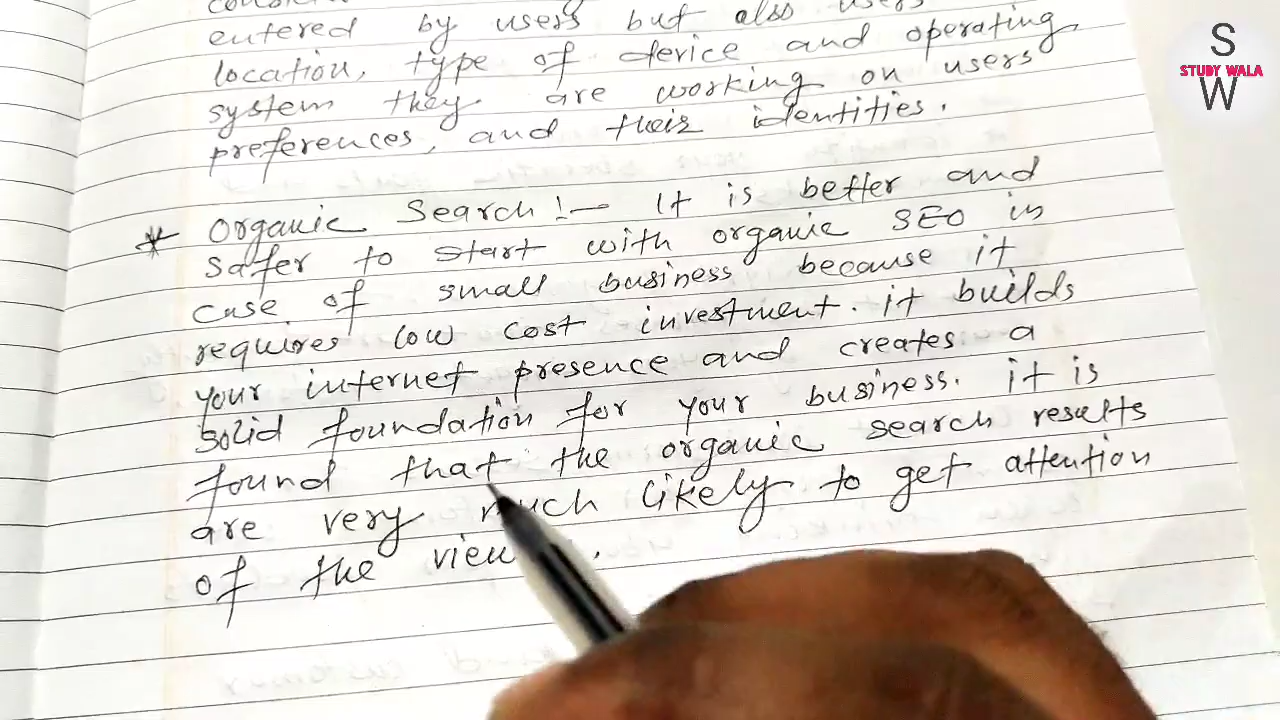 entered by users but also users
location, type of device and operating
system they are working on users
preferences, and their identities.
* Organic Search!- It is better and
safer to start with organic SEO in
case of small business because it
requires low cost investment. it builds
your internet presence and creates a
solid foundation for your business. it is
found that the organic search results
are very much likely to get attention
of the
S
STUDY WALA
W